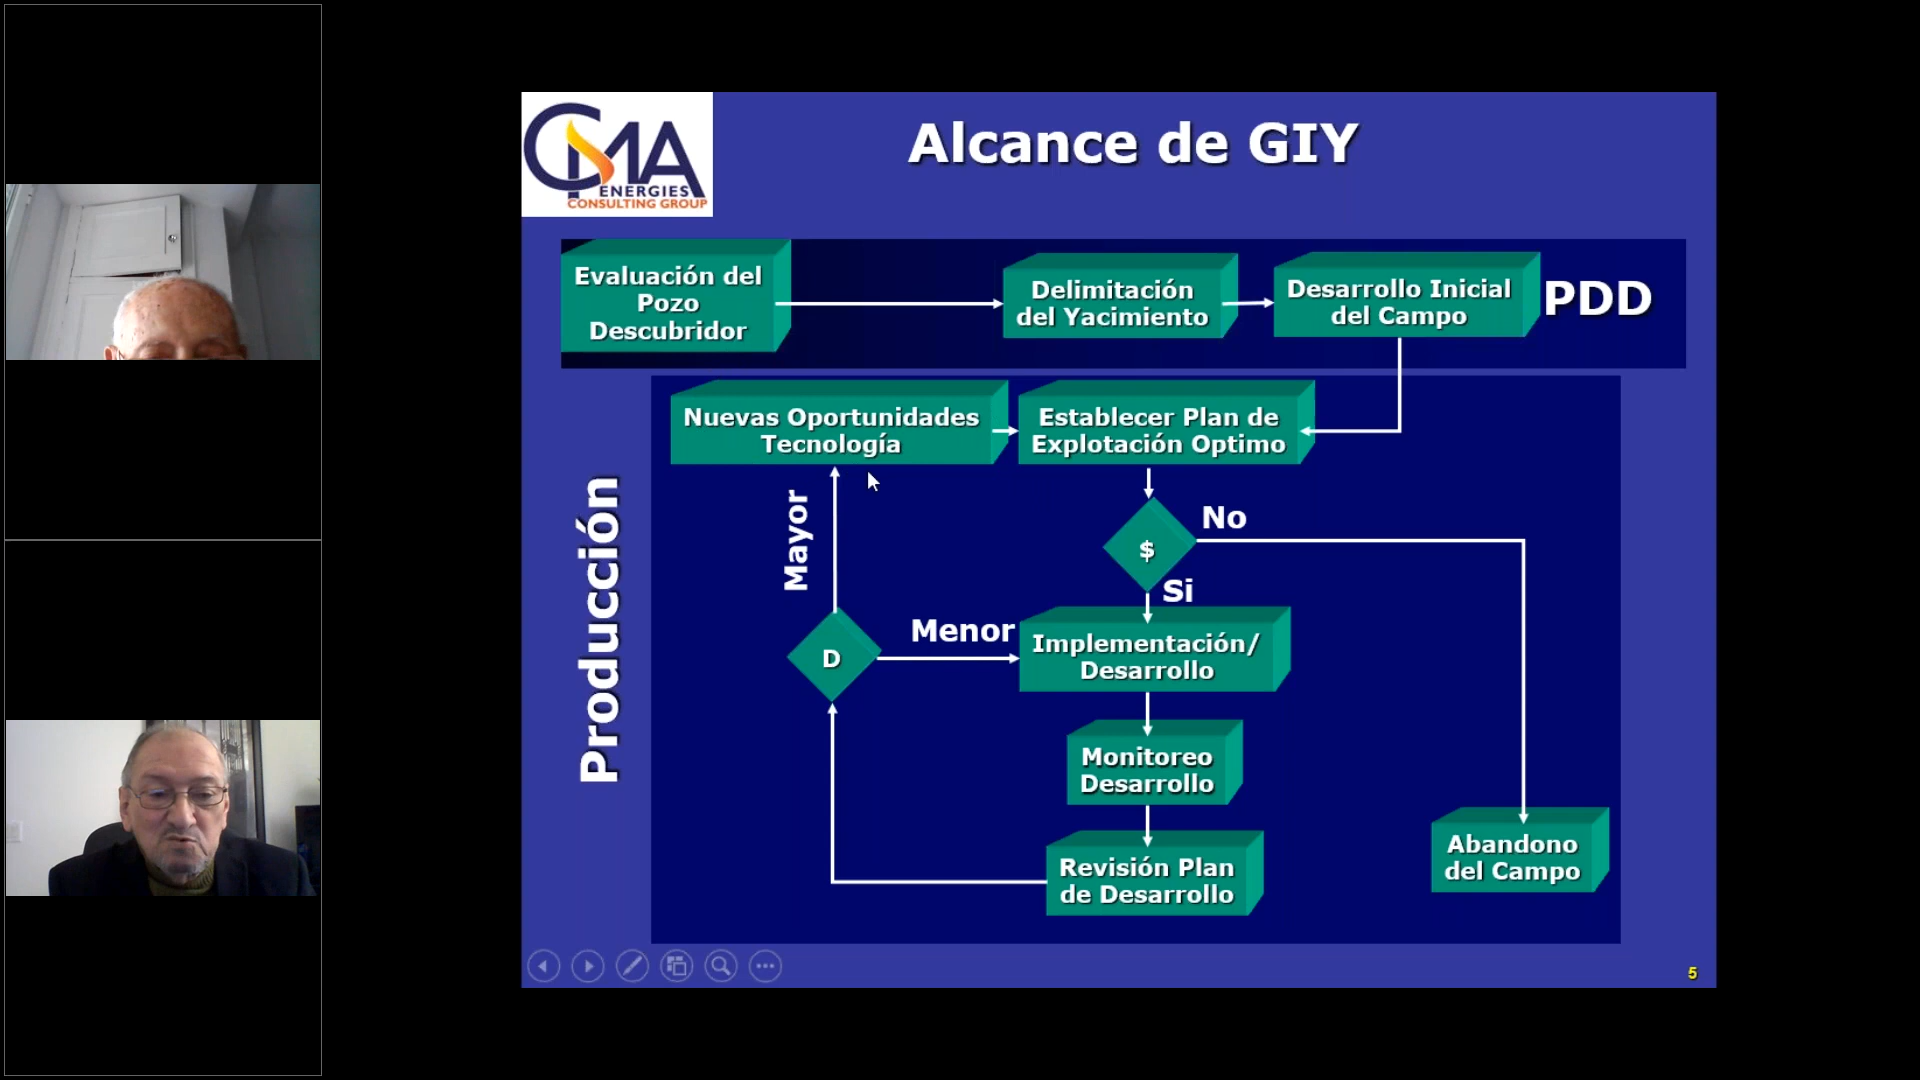 CMA
ENERGIES
CONSULTING GROUP
Alcance de GIY
Evaluación del
Pozo
Descubridor
Delimitación
del Yacimiento
Desarrollo Inicial
del Campo
PDD
Nuevas Oportunidades
Tecnología
Establecer Plan de
Explotación Optimo
Producción
Mayor
$
No
Si
D
Menor
Implementación/
Desarrollo
Monitoreo
Desarrollo
Revisión Plan
de Desarrollo
Abandono
del Campo
5